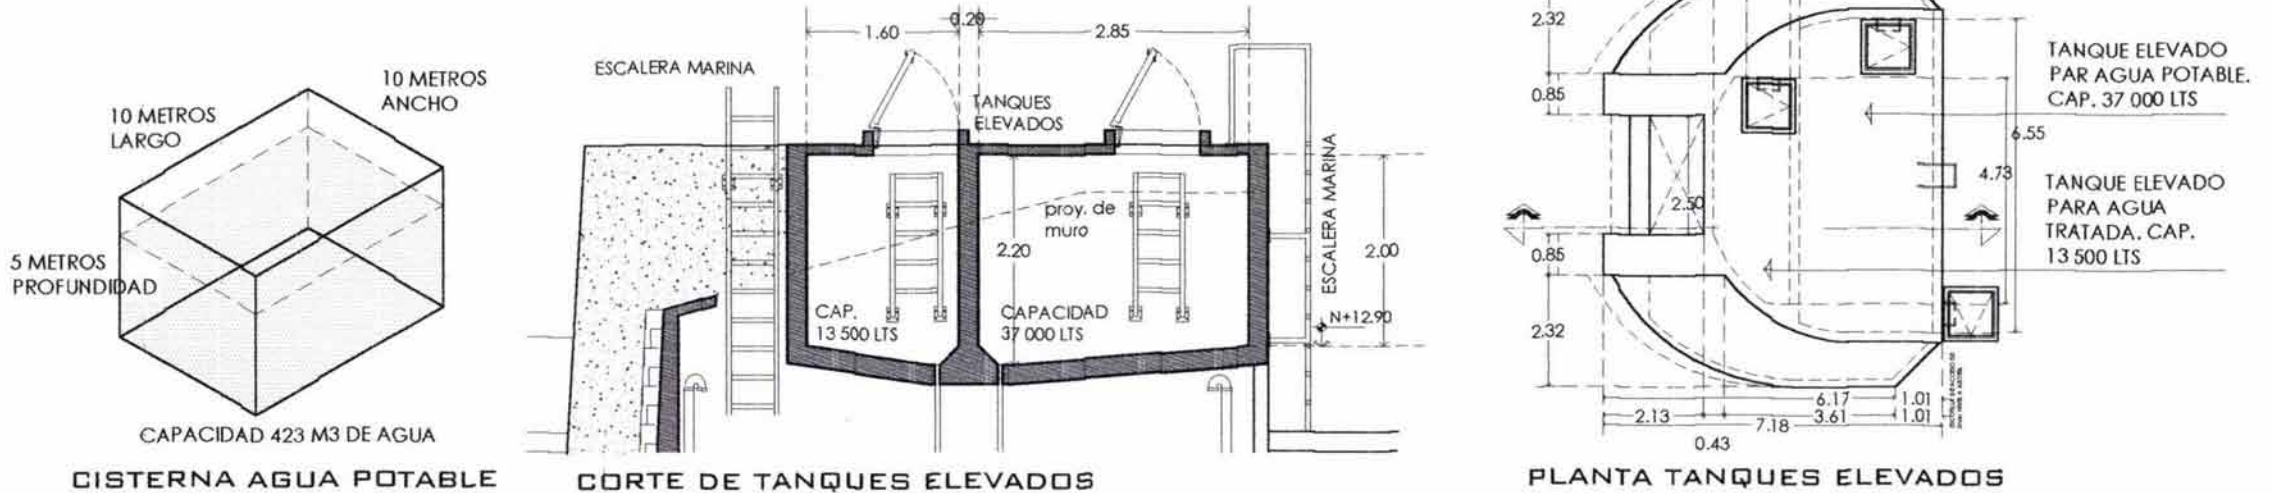 10 METROS
LARGO
10 METROS
ANCHO
5 METROS
PROFUNDIDAD
CAPACIDAD 423 M3 DE AGUA
CISTERNA AGUA POTABLE
1.60
0.20
2.85
ESCALERA MARINA
TANQUES
ELEVADOS
proy. de
muro
2.20
CAP.
13 500 LTS
CAPACIDAD
37 000 LTS
ESCALERA MARINA
2.00
N+12.90
CORTE DE TANQUES ELEVADOS
2.32
0.85
2.50
0.85
2.32
6.55
4.73
TANQUE ELEVADO
PAR AGUA POTABLE.
CAP. 37 000 LTS
TANQUE ELEVADO
PARA AGUA
TRATADA. CAP.
13 500 LTS
6.17
1.01
2.13
3.61
1.01
7.18
0.43
PLANTA TANQUES ELEVADOS